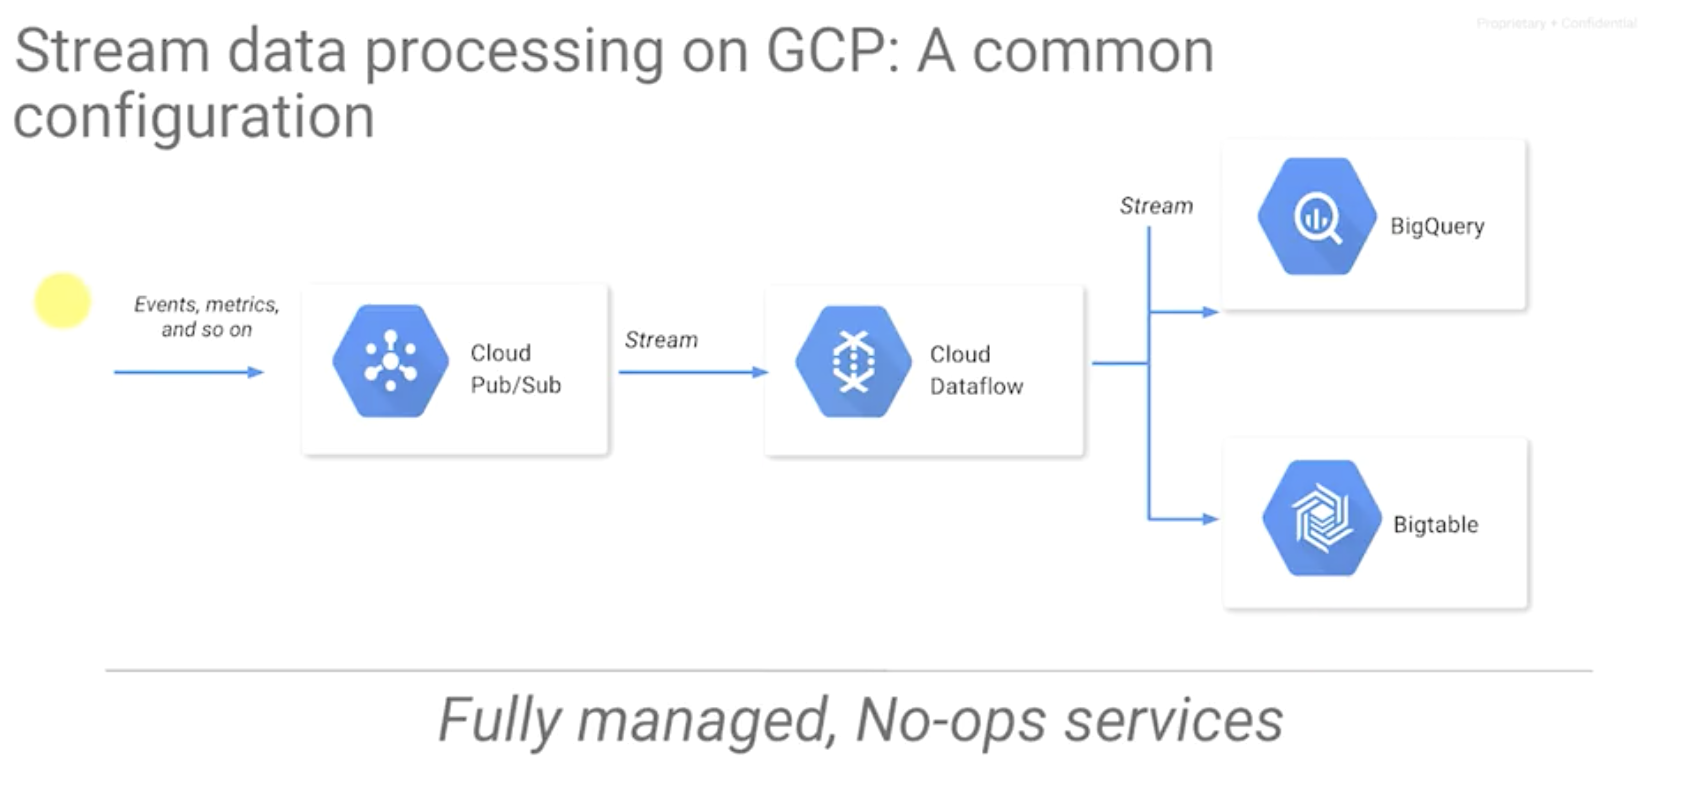 Proprietary + Confidential
Stream data processing on GCP: A common
configuration
Events, metrics,
and so on
Cloud
Pub/Sub
Stream
Cloud
Dataflow
Stream
BigQuery
Bigtable
Fully managed, No-ops services